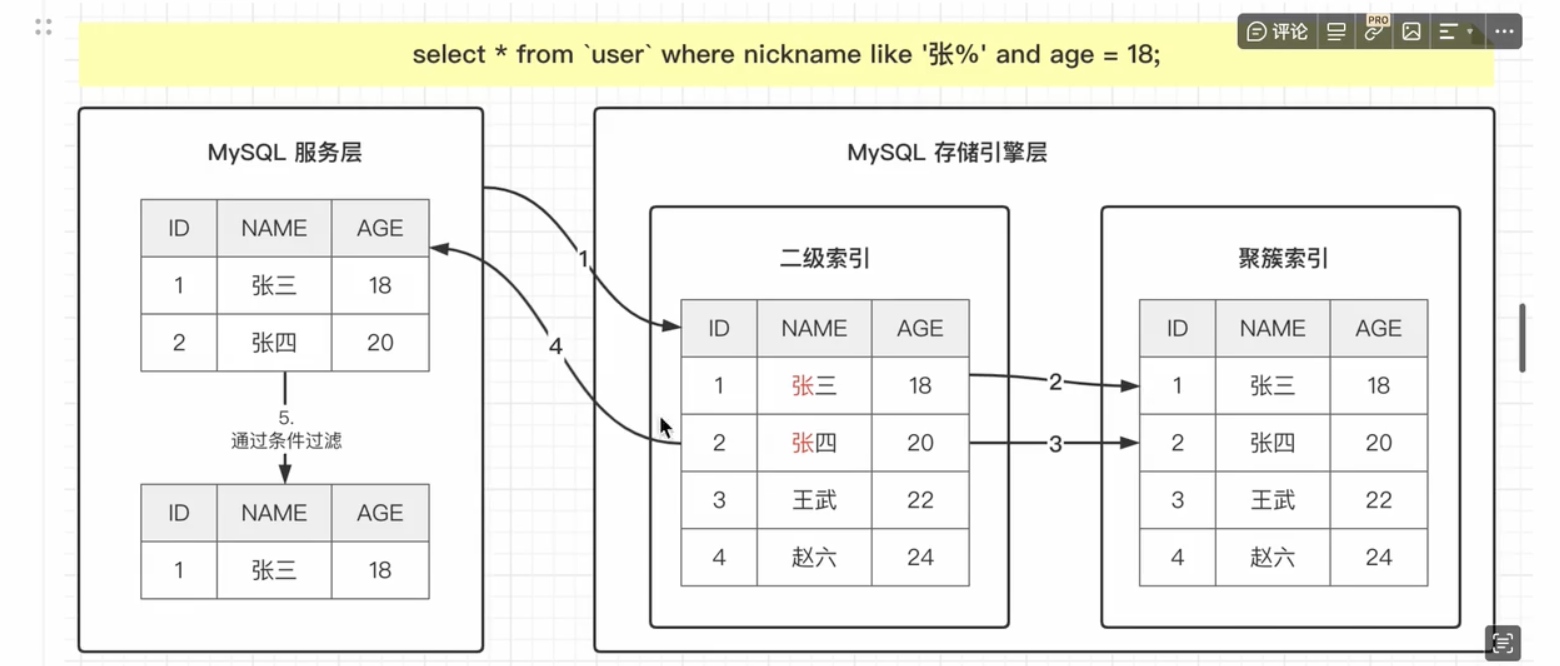 PRO
评论
select * from `user` where nickname like '张%' and age = 18;
MySQL 服务层
ID NAME AGE
1 张三 18
2 张四 20
5.
通过条件过滤
ID NAME AGE
1 张三 18
1
4
MySQL 存储引擎层
二级索引
ID NAME AGE
1 张三 18
2 张四 20
3 王武 22
4 赵六 24
2
3
聚簇索引
ID NAME AGE
1 张三 18
2 张四 20
3 王武 22
4 赵六 24